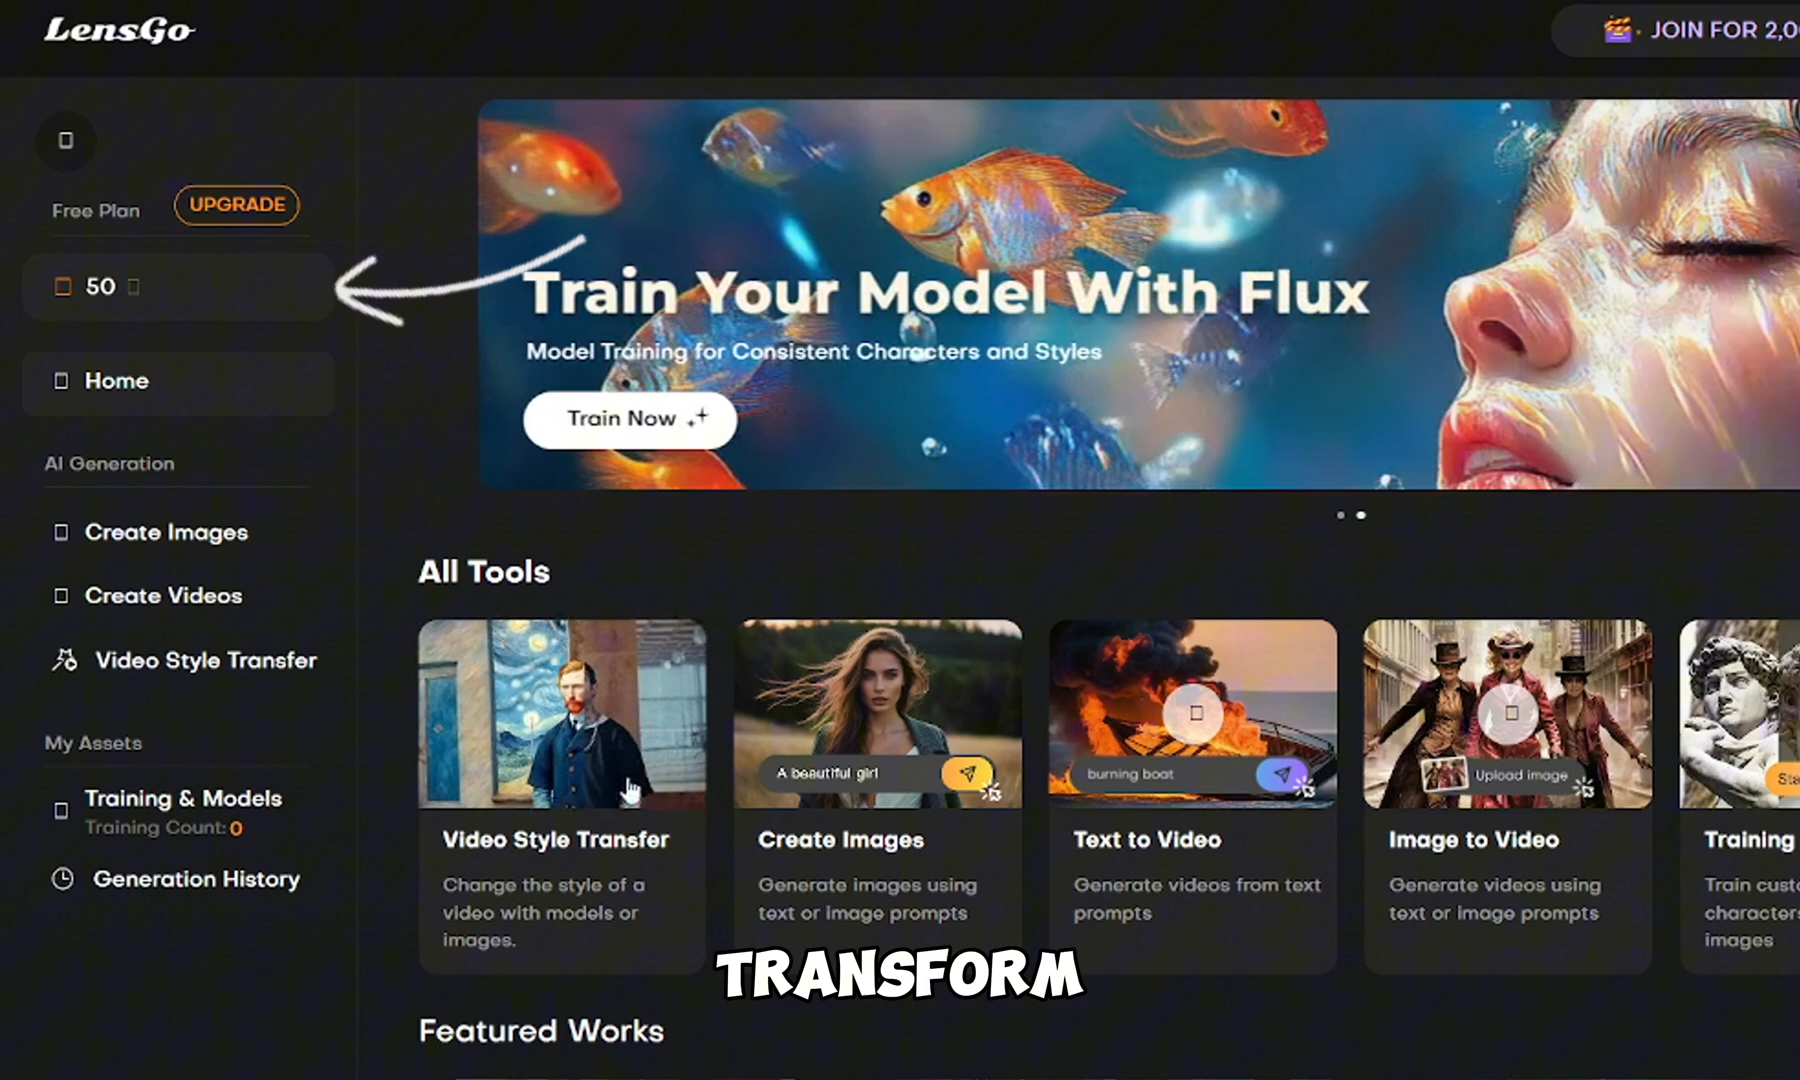 LensGo
JOIN FOR 2,0
Free Plan
UPGRADE
50
Home
AI Generation
Create Images
Create Videos
Video Style Transfer
My Assets
Training & Models
Training Count: 0
Generation History
Train Your Model With Flux
Model Training for Consistent Characters and Styles
Train Now
All Tools
Video Style Transfer
Change the style of a
video with models or
images.
A beautiful girl
Create Images
Generate images using
text or image prompts
burning boat
Text to Video
Generate videos from text
prompts
Upload image
Image to Video
Generate videos using
text or image prompts
Sta
Training
Train cust
character
images
TRANSFORM
Featured Works